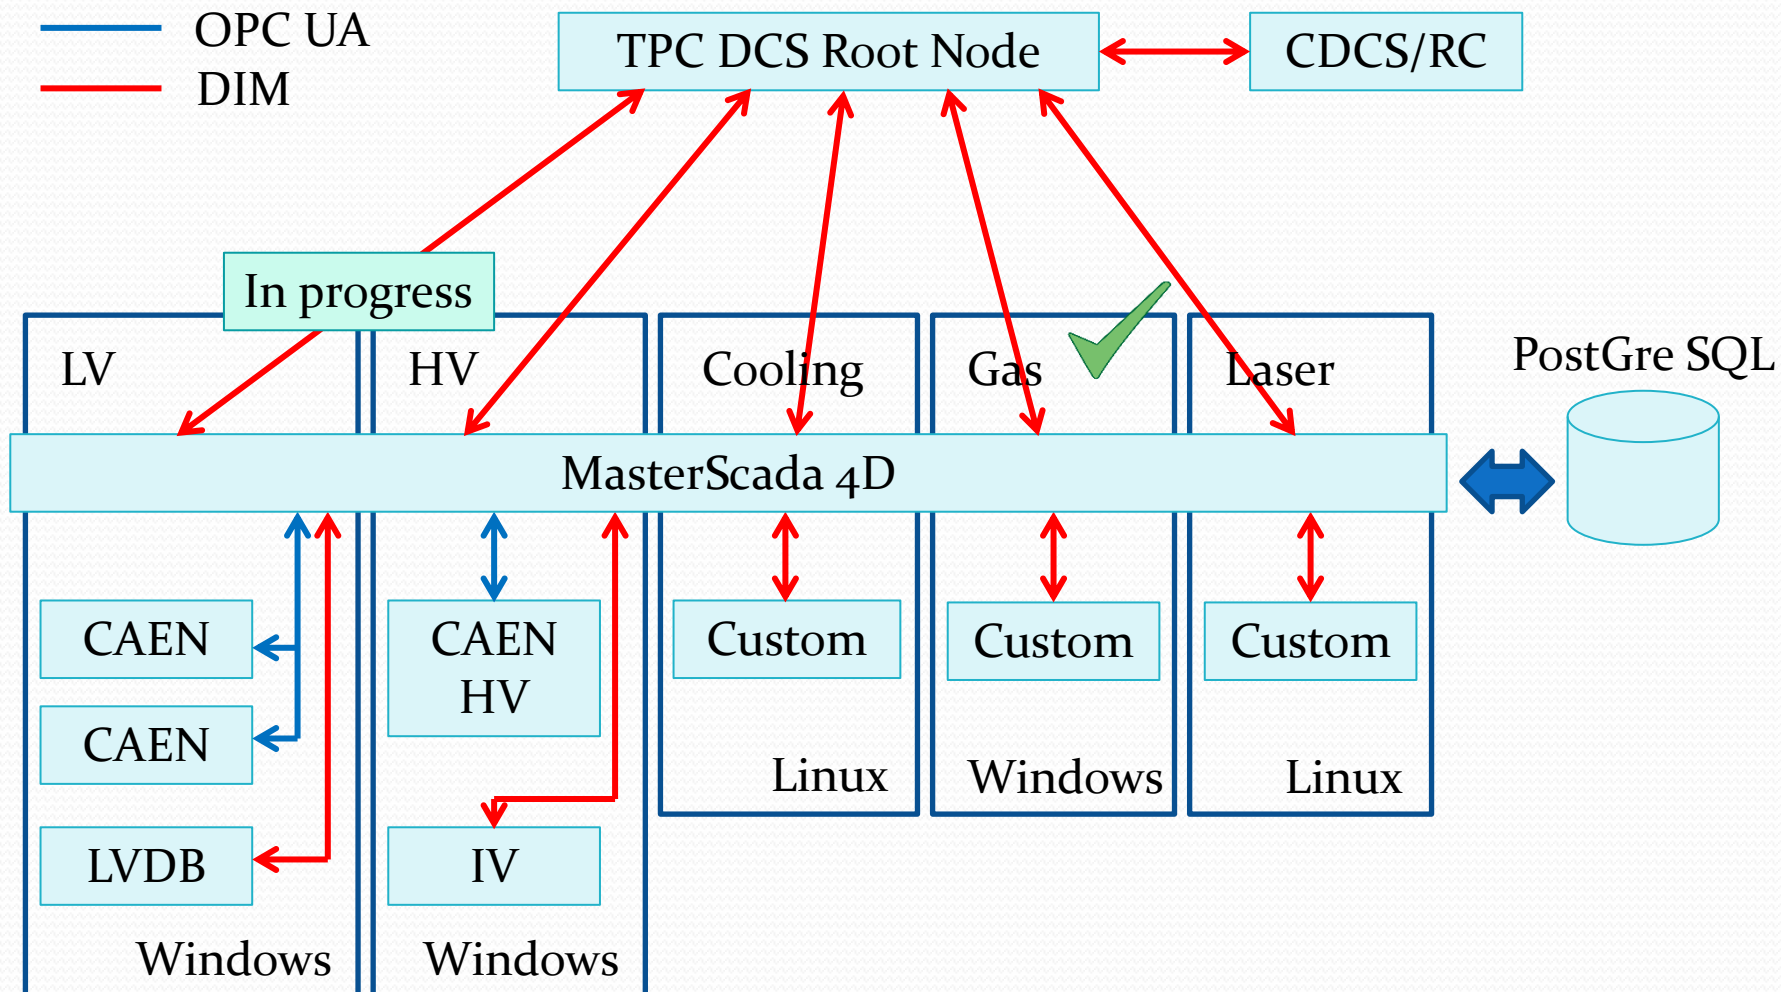 OPC UA
DIM
TPC DCS Root Node
CDCS/RC
In progress
LV
HV
Cooling
Gas
Laser
PostGre SQL
MasterScada 4D
CAEN
CAEN
LVDB
Windows
CAEN
HV
IV
Windows
Custom
Linux
Custom
Windows
Custom
Linux